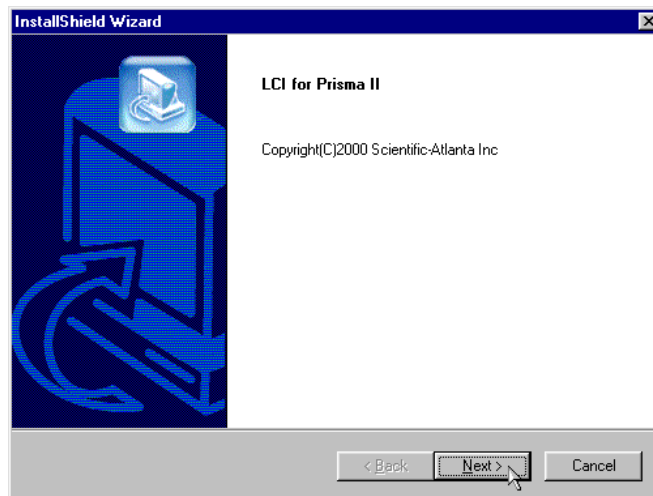 InstallShield Wizard
LCI for Prisma II
Copyright(C)2000 Scientific-Atlanta Inc
< Back
Next >
Cancel